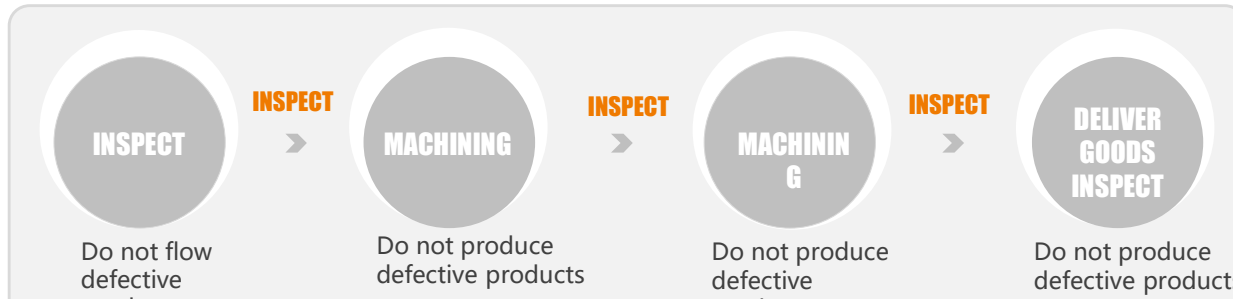 INSPECT
INSPECT
MACHINING
INSPECT
MACHININ
G
INSPECT
DELIVER
GOODS
INSPECT
Do not flow
defective
Do not produce
defective products
Do not produce
defective
Do not produce
defective products